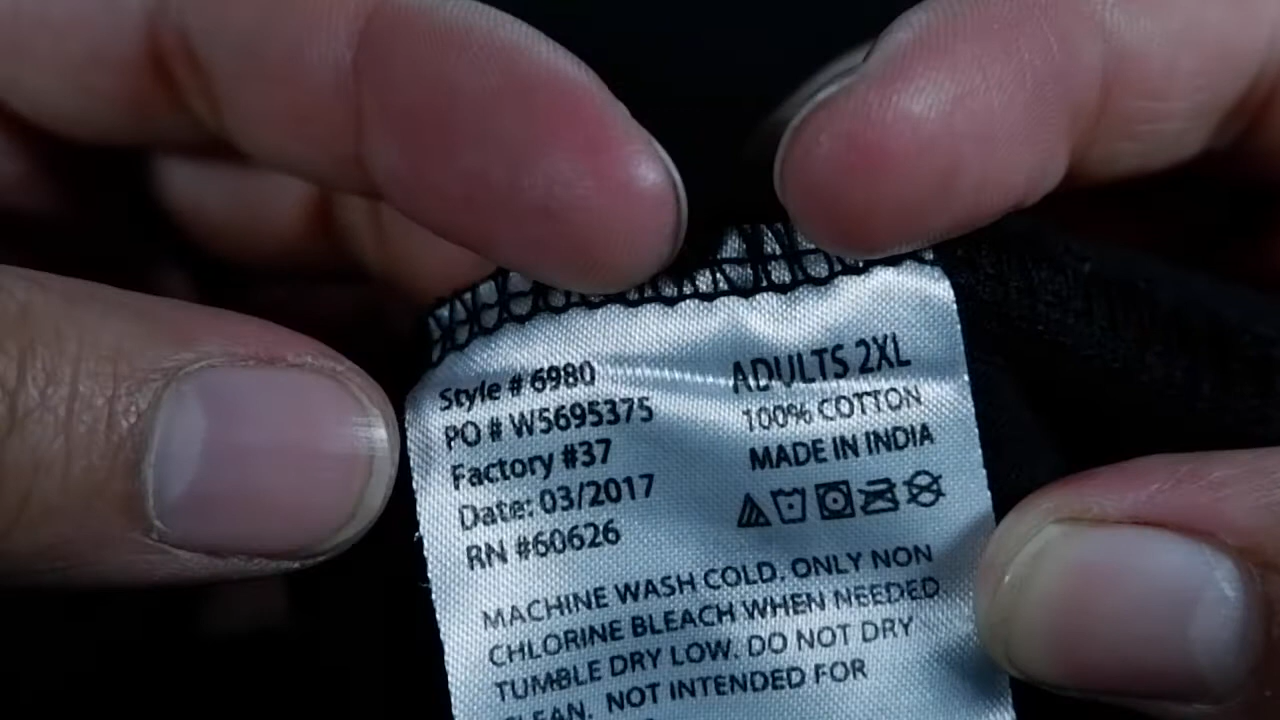 Style # 6980
PO # W5695375
Factory #37
Date: 03/2017
RN #60626
ADULTS 2XL
100% COTTON
MADE IN INDIA
MACHINE WASH COLD. ONLY NON
CHLORINE BLEACH WHEN NEEDED
TUMBLE DRY LOW. DO NOT DRY
CLEAN. NOT INTENDED FOR